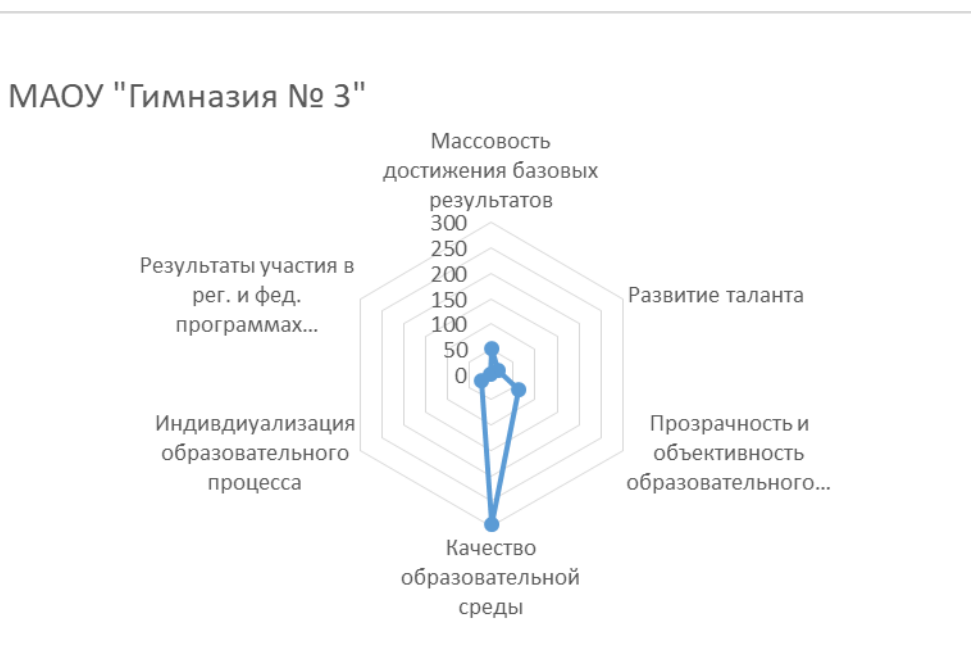 МАОУ "Гимназия № 3"
Массовость
достижения базовых
результатов
300
250
200
150
100
50
0
Развитие таланта
Прозрачность и
объективность
образовательного...
Качество
образовательной
среды
Индивдиуализация
образовательного
процесса
Результаты участия в
рег. и фед.
программах...